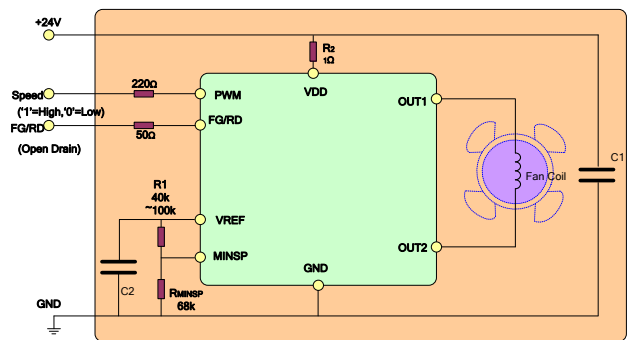 +24V
R2
1Ω
220Ω
Speed
PWM
VDD
OUT1
('1'=High,'0'=Low)
FG/RD
FG/RD
50Ω
(Open Drain)
C1
Fan Coil
R1
40k
~100k
VREF
OUT2
MINSP
GND
C2
RMINSP
68k
GND